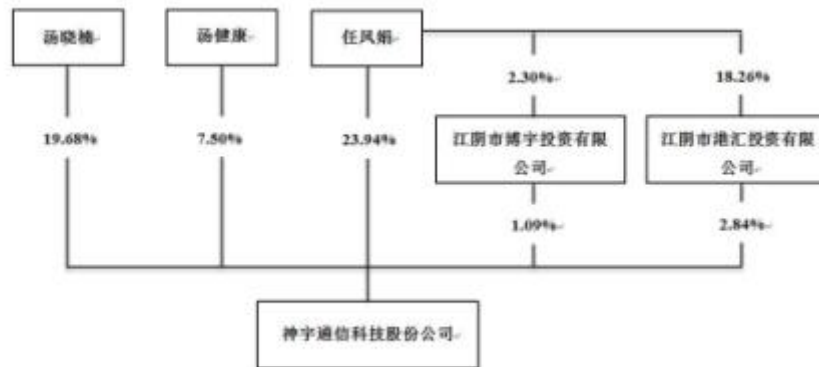 汤晓楠
汤健康
任凤娟
2.30%
18.26%
19.68%
7.50%
23.94%
江阴市博宇投资有限
公司
江阴市港汇投资有限
公司
1.09%
2.84%
神宇通信科技股份公司